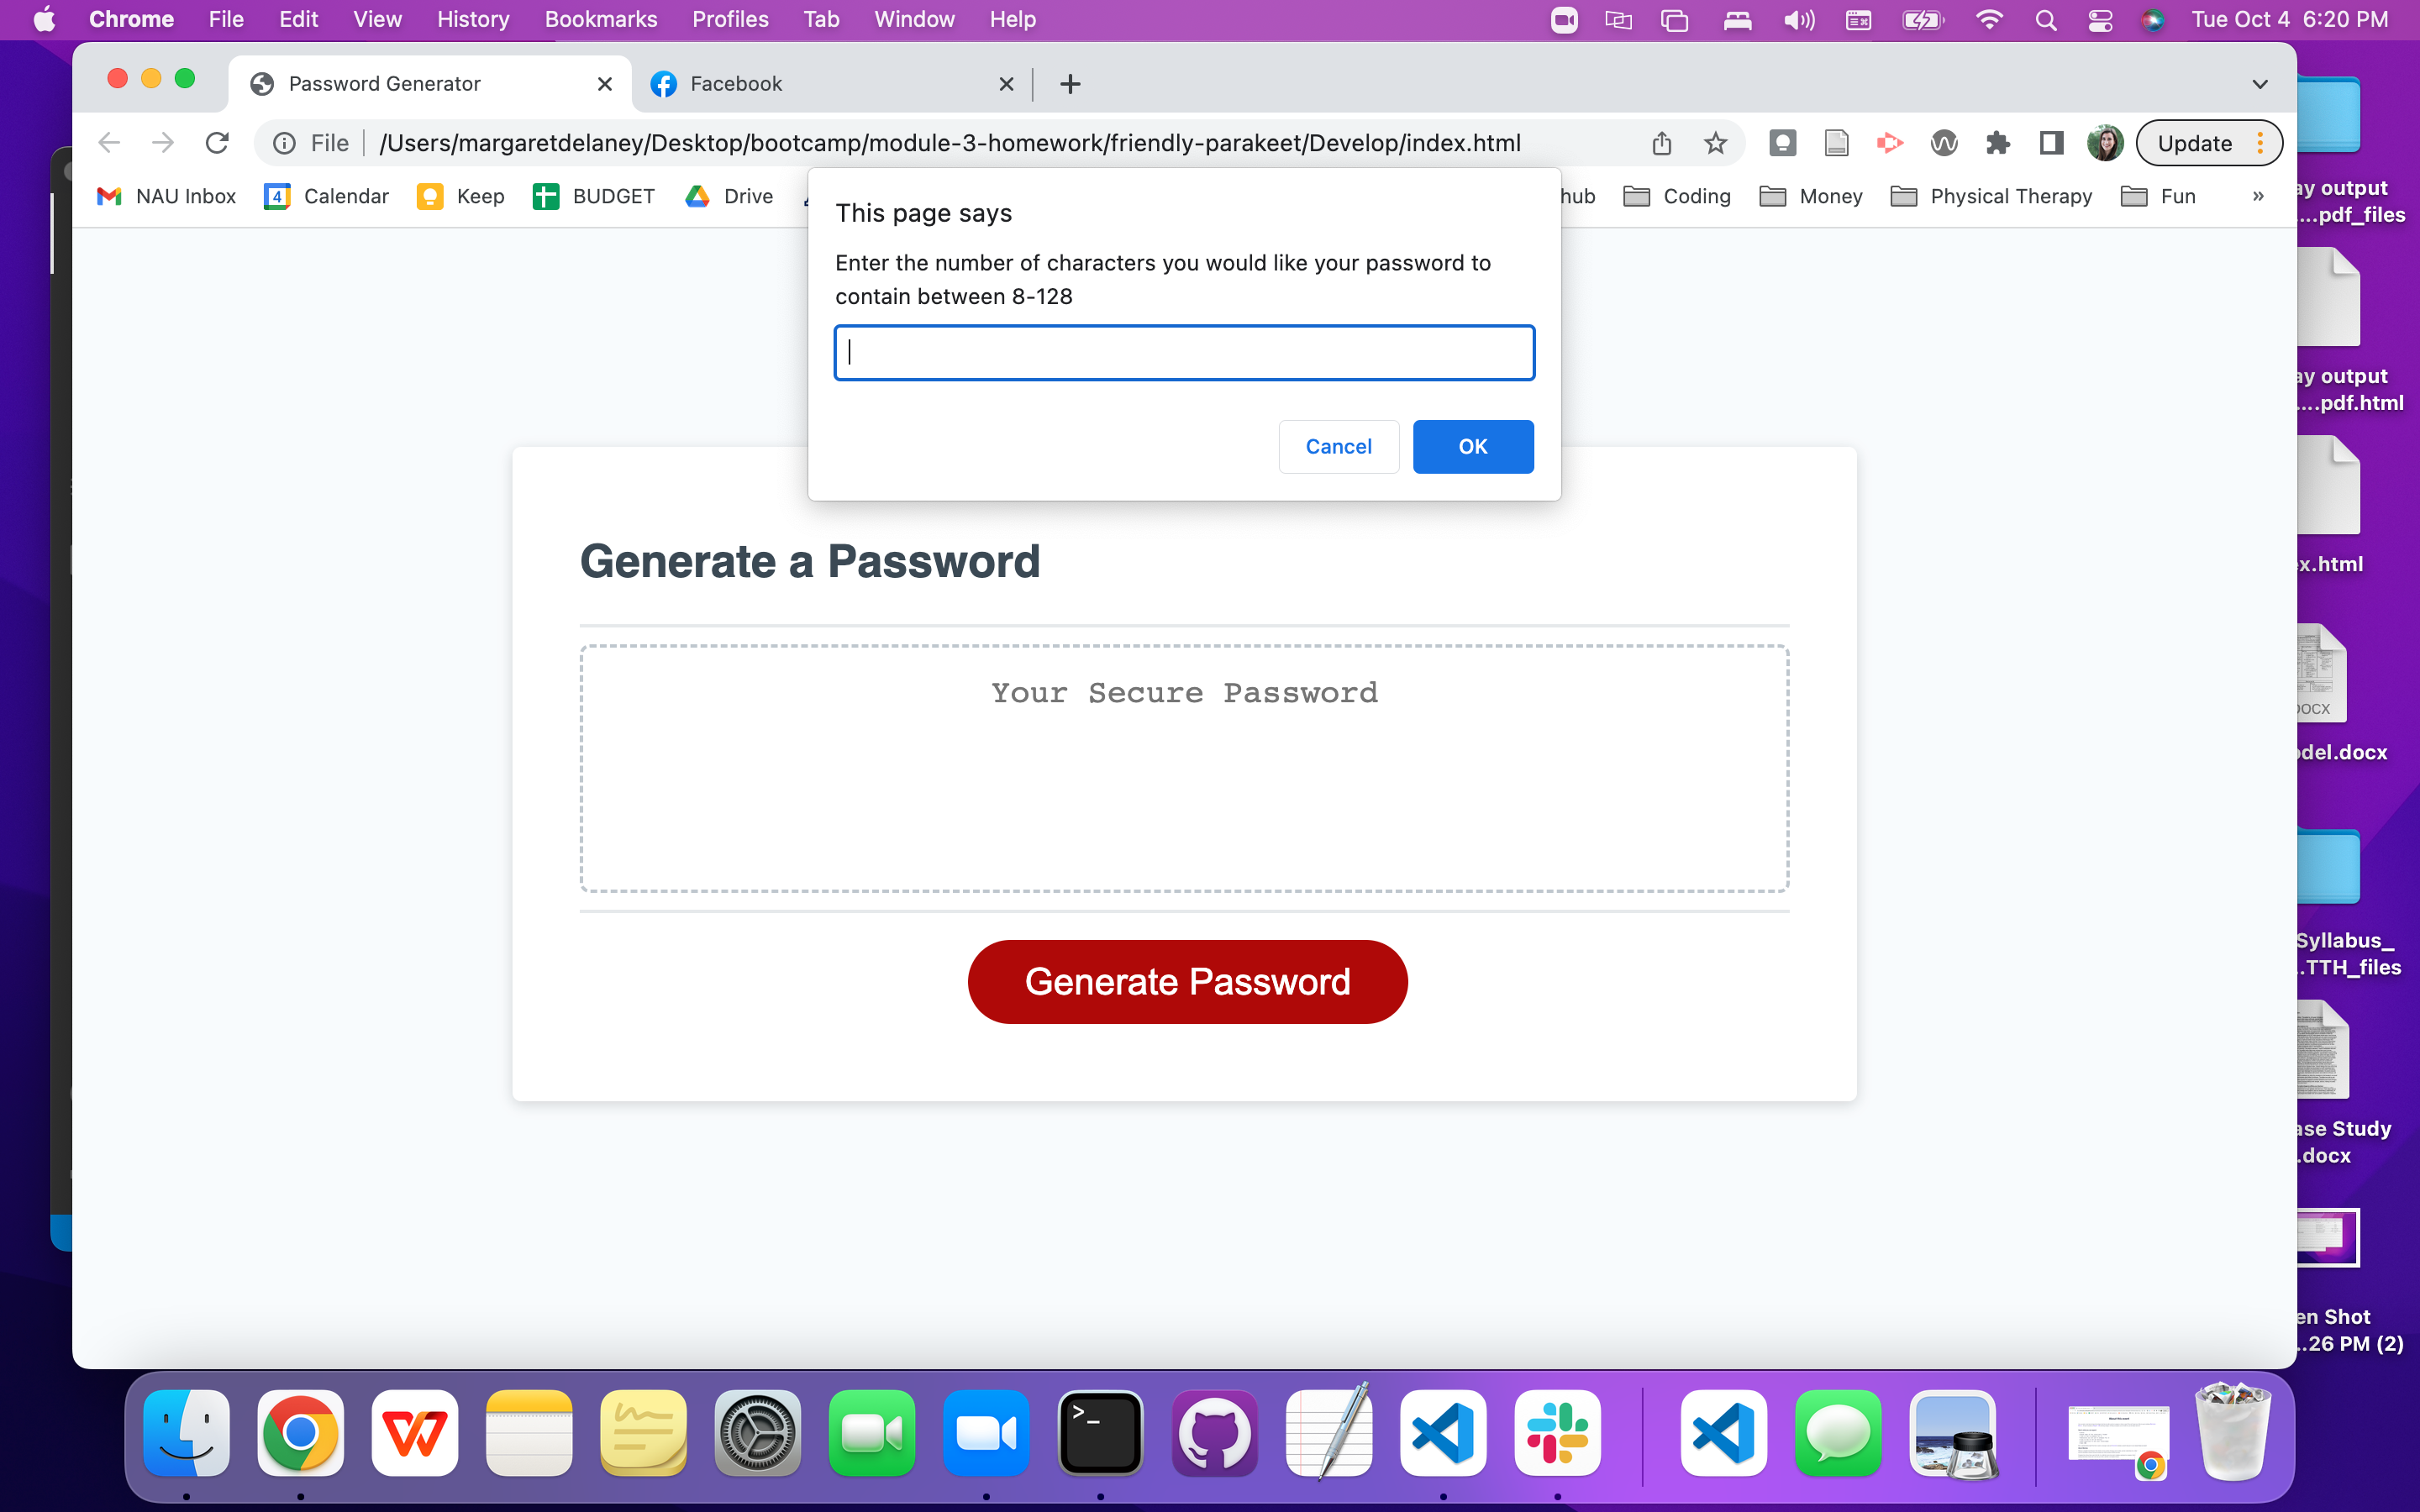 Chrome File Edit View History Bookmarks Profiles Tab Window Help Tue Oct 4 6:20 PM
Password Generator Facebook
File /Users/margaretdelaney/Desktop/bootcamp/module-3-homework/friendly-parakeet/Develop/index.html Update
NAU Inbox 4 Calendar Keep BUDGET Drive hub Coding Money Physical Therapy Fun »
This page says
Enter the number of characters you would like your password to
contain between 8-128
Cancel OK
Generate a Password
Your Secure Password
Generate Password
ay output
....pdf_files
ay output
....pdf.html
x.html
OCX
odel.docx
Syllabus_
..TTH_files
ase Study
.docx
en Shot
..26 PM (2)
>_